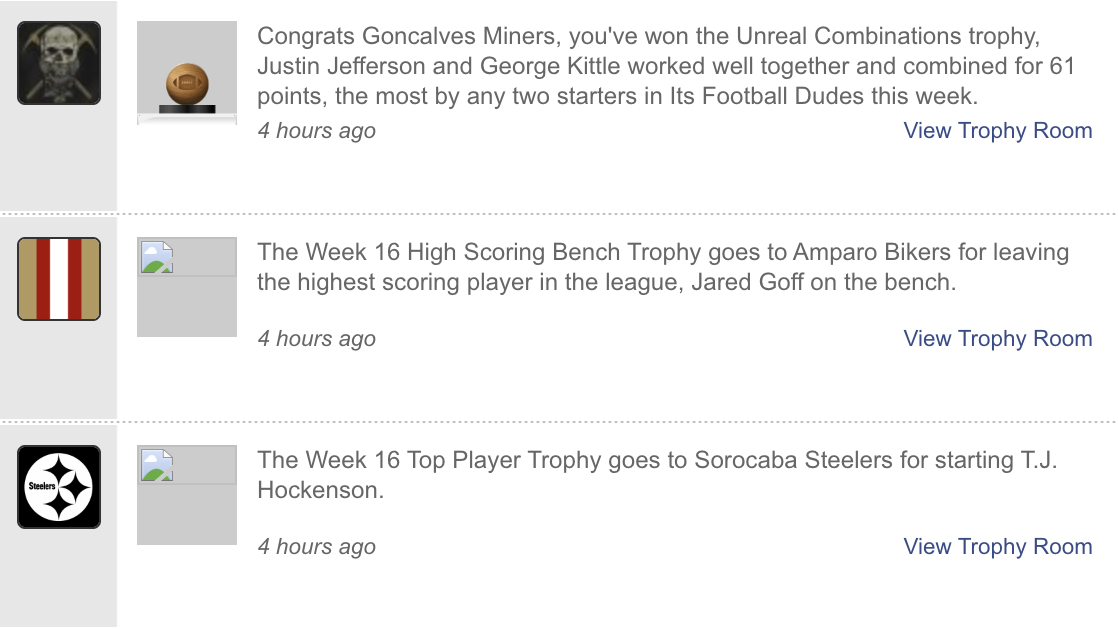 Congrats Goncalves Miners, you've won the Unreal Combinations trophy,
Justin Jefferson and George Kittle worked well together and combined for 61
points, the most by any two starters in Its Football Dudes this week.
4 hours ago View Trophy Room
The Week 16 High Scoring Bench Trophy goes to Amparo Bikers for leaving
the highest scoring player in the league, Jared Goff on the bench.
4 hours ago View Trophy Room
Steelers
The Week 16 Top Player Trophy goes to Sorocaba Steelers for starting T.J.
Hockenson.
4 hours ago View Trophy Room